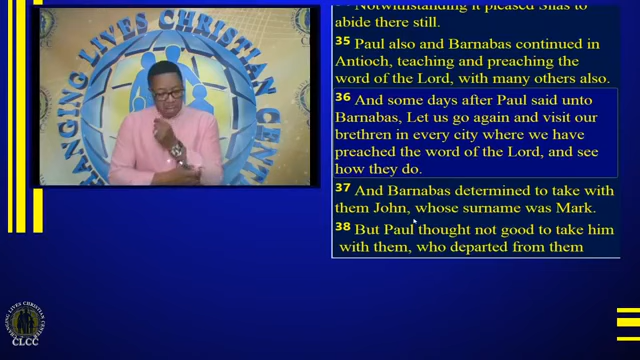 Notwithstanding it pleased Silas to
abide there still.
35 Paul also and Barnabas continued in
Antioch, teaching and preaching the
word of the Lord, with many others also.
36 And some days after Paul said unto
Barnabas, Let us go again and visit our
brethren in every city where we have
preached the word of the Lord, and see
how they do.
37 And Barnabas determined to take with
them John, whose surname was Mark.
38 But Paul thought not good to take him
with them, who departed from them
HANGING LIVES CHRISTIAN CENT
CLCC